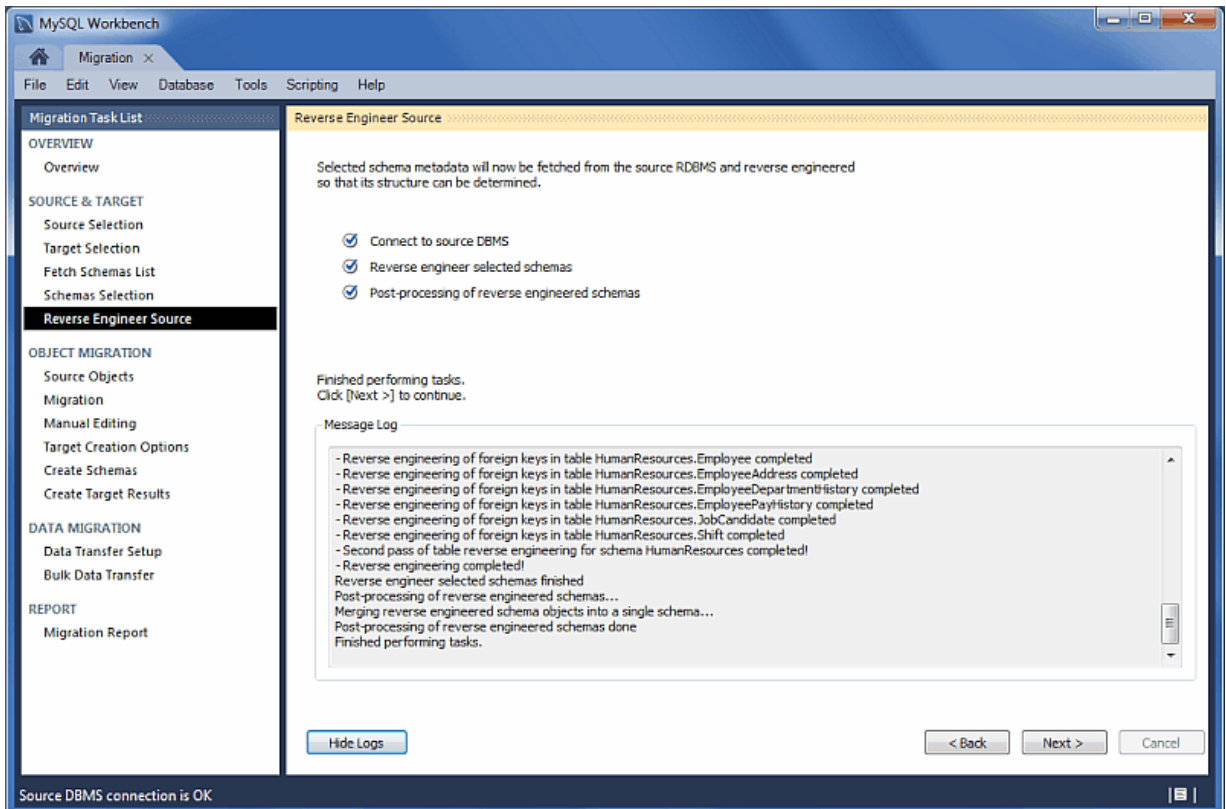 MySQL Workbench
Migration ×
File Edit View Database Tools Scripting Help
Migration Task List
OVERVIEW
Overview
SOURCE & TARGET
Source Selection
Target Selection
Fetch Schemas List
Schemas Selection
Reverse Engineer Source
OBJECT MIGRATION
Source Objects
Migration
Manual Editing
Target Creation Options
Create Schemas
Create Target Results
DATA MIGRATION
Data Transfer Setup
Bulk Data Transfer
REPORT
Migration Report
Reverse Engineer Source
Selected schema metadata will now be fetched from the source RDBMS and reverse engineered
so that its structure can be determined.
Connect to source DBMS
Reverse engineer selected schemas
Post-processing of reverse engineered schemas
Finished performing tasks.
Click [Next >] to continue.
Message Log
- Reverse engineering of foreign keys in table HumanResources.Employee completed
- Reverse engineering of foreign keys in table HumanResources.EmployeeAddress completed
- Reverse engineering of foreign keys in table HumanResources.EmployeeDepartmentHistory completed
- Reverse engineering of foreign keys in table HumanResources.EmployeePayHistory completed
- Reverse engineering of foreign keys in table HumanResources.JobCandidate completed
- Reverse engineering of foreign keys in table HumanResources.Shift completed
- Second pass of table reverse engineering for schema HumanResources completed!
- Reverse engineering completed!
Reverse engineer selected schemas finished
Post-processing of reverse engineered schemas...
Merging reverse engineered schema objects into a single schema...
Post-processing of reverse engineered schemas done
Finished performing tasks.
Hide Logs
< Back Next > Cancel
Source DBMS connection is OK